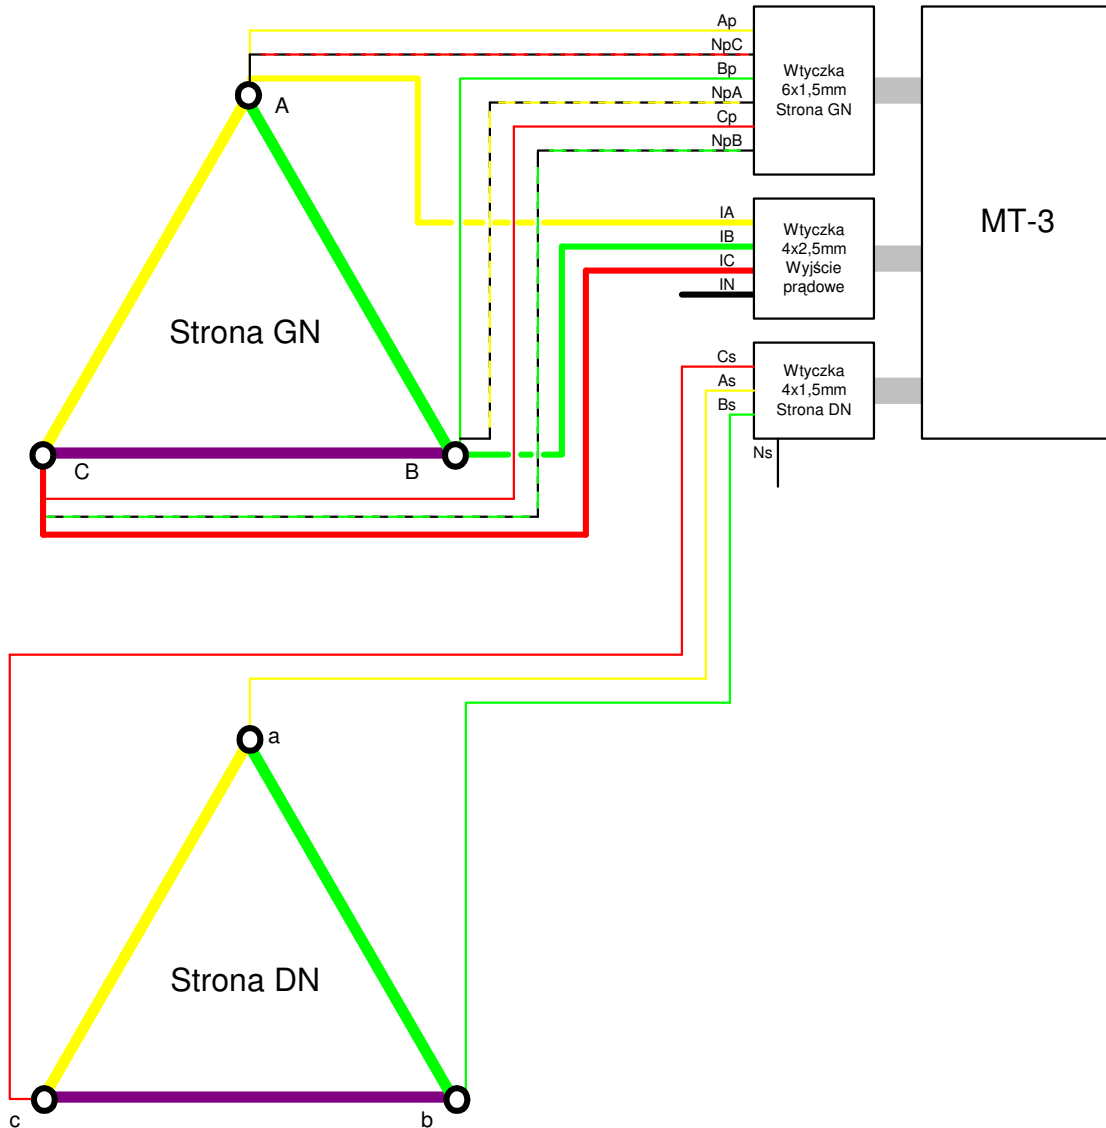 Ap
NpC
Bp
NpA
Cp
NpB
Wtyczka
6x1,5mm
Strona GN
MT-3
A
IA
IB
IC
IN
Wtyczka
4x2,5mm
Wyjście
prądowe
Strona GN
Cs
As
Bs
Wtyczka
4x1,5mm
Strona DN
Ns
C
B
a
Strona DN
c
b